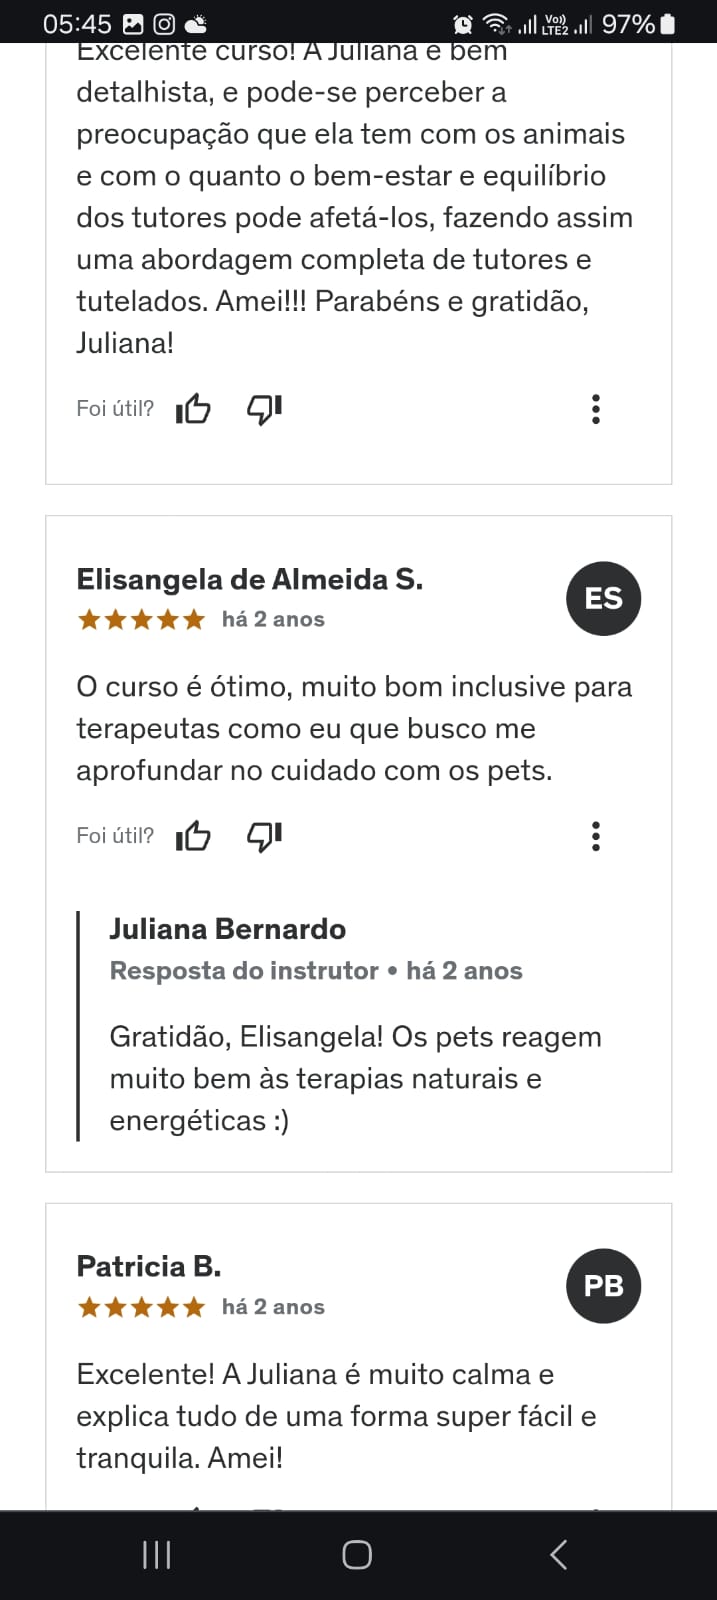 05:45
Vo))
LTE2
97%
Excelente curso! A Juliana é bem
detalhista, e pode-se perceber a
preocupação que ela tem com os animais
e com o quanto o bem-estar e equilíbrio
dos tutores pode afetá-los, fazendo assim
uma abordagem completa de tutores e
tutelados. Amei!!! Parabéns e gratidão,
Juliana!
Foi útil?
Elisangela de Almeida S.
ES
há 2 anos
O curso é ótimo, muito bom inclusive para
terapeutas como eu que busco me
aprofundar no cuidado com os pets.
Foi útil?
Juliana Bernardo
Resposta do instrutor • há 2 anos
Gratidão, Elisangela! Os pets reagem
muito bem às terapias naturais e
energéticas :)
Patricia B.
PB
há 2 anos
Excelente! A Juliana é muito calma e
explica tudo de uma forma super fácil e
tranquila. Amei!